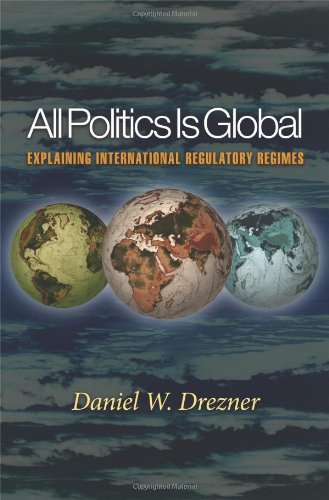 All Politics Is Global
EXPLAINING INTERNATIONAL REGULATORY REGIMES
Daniel W. Drezner